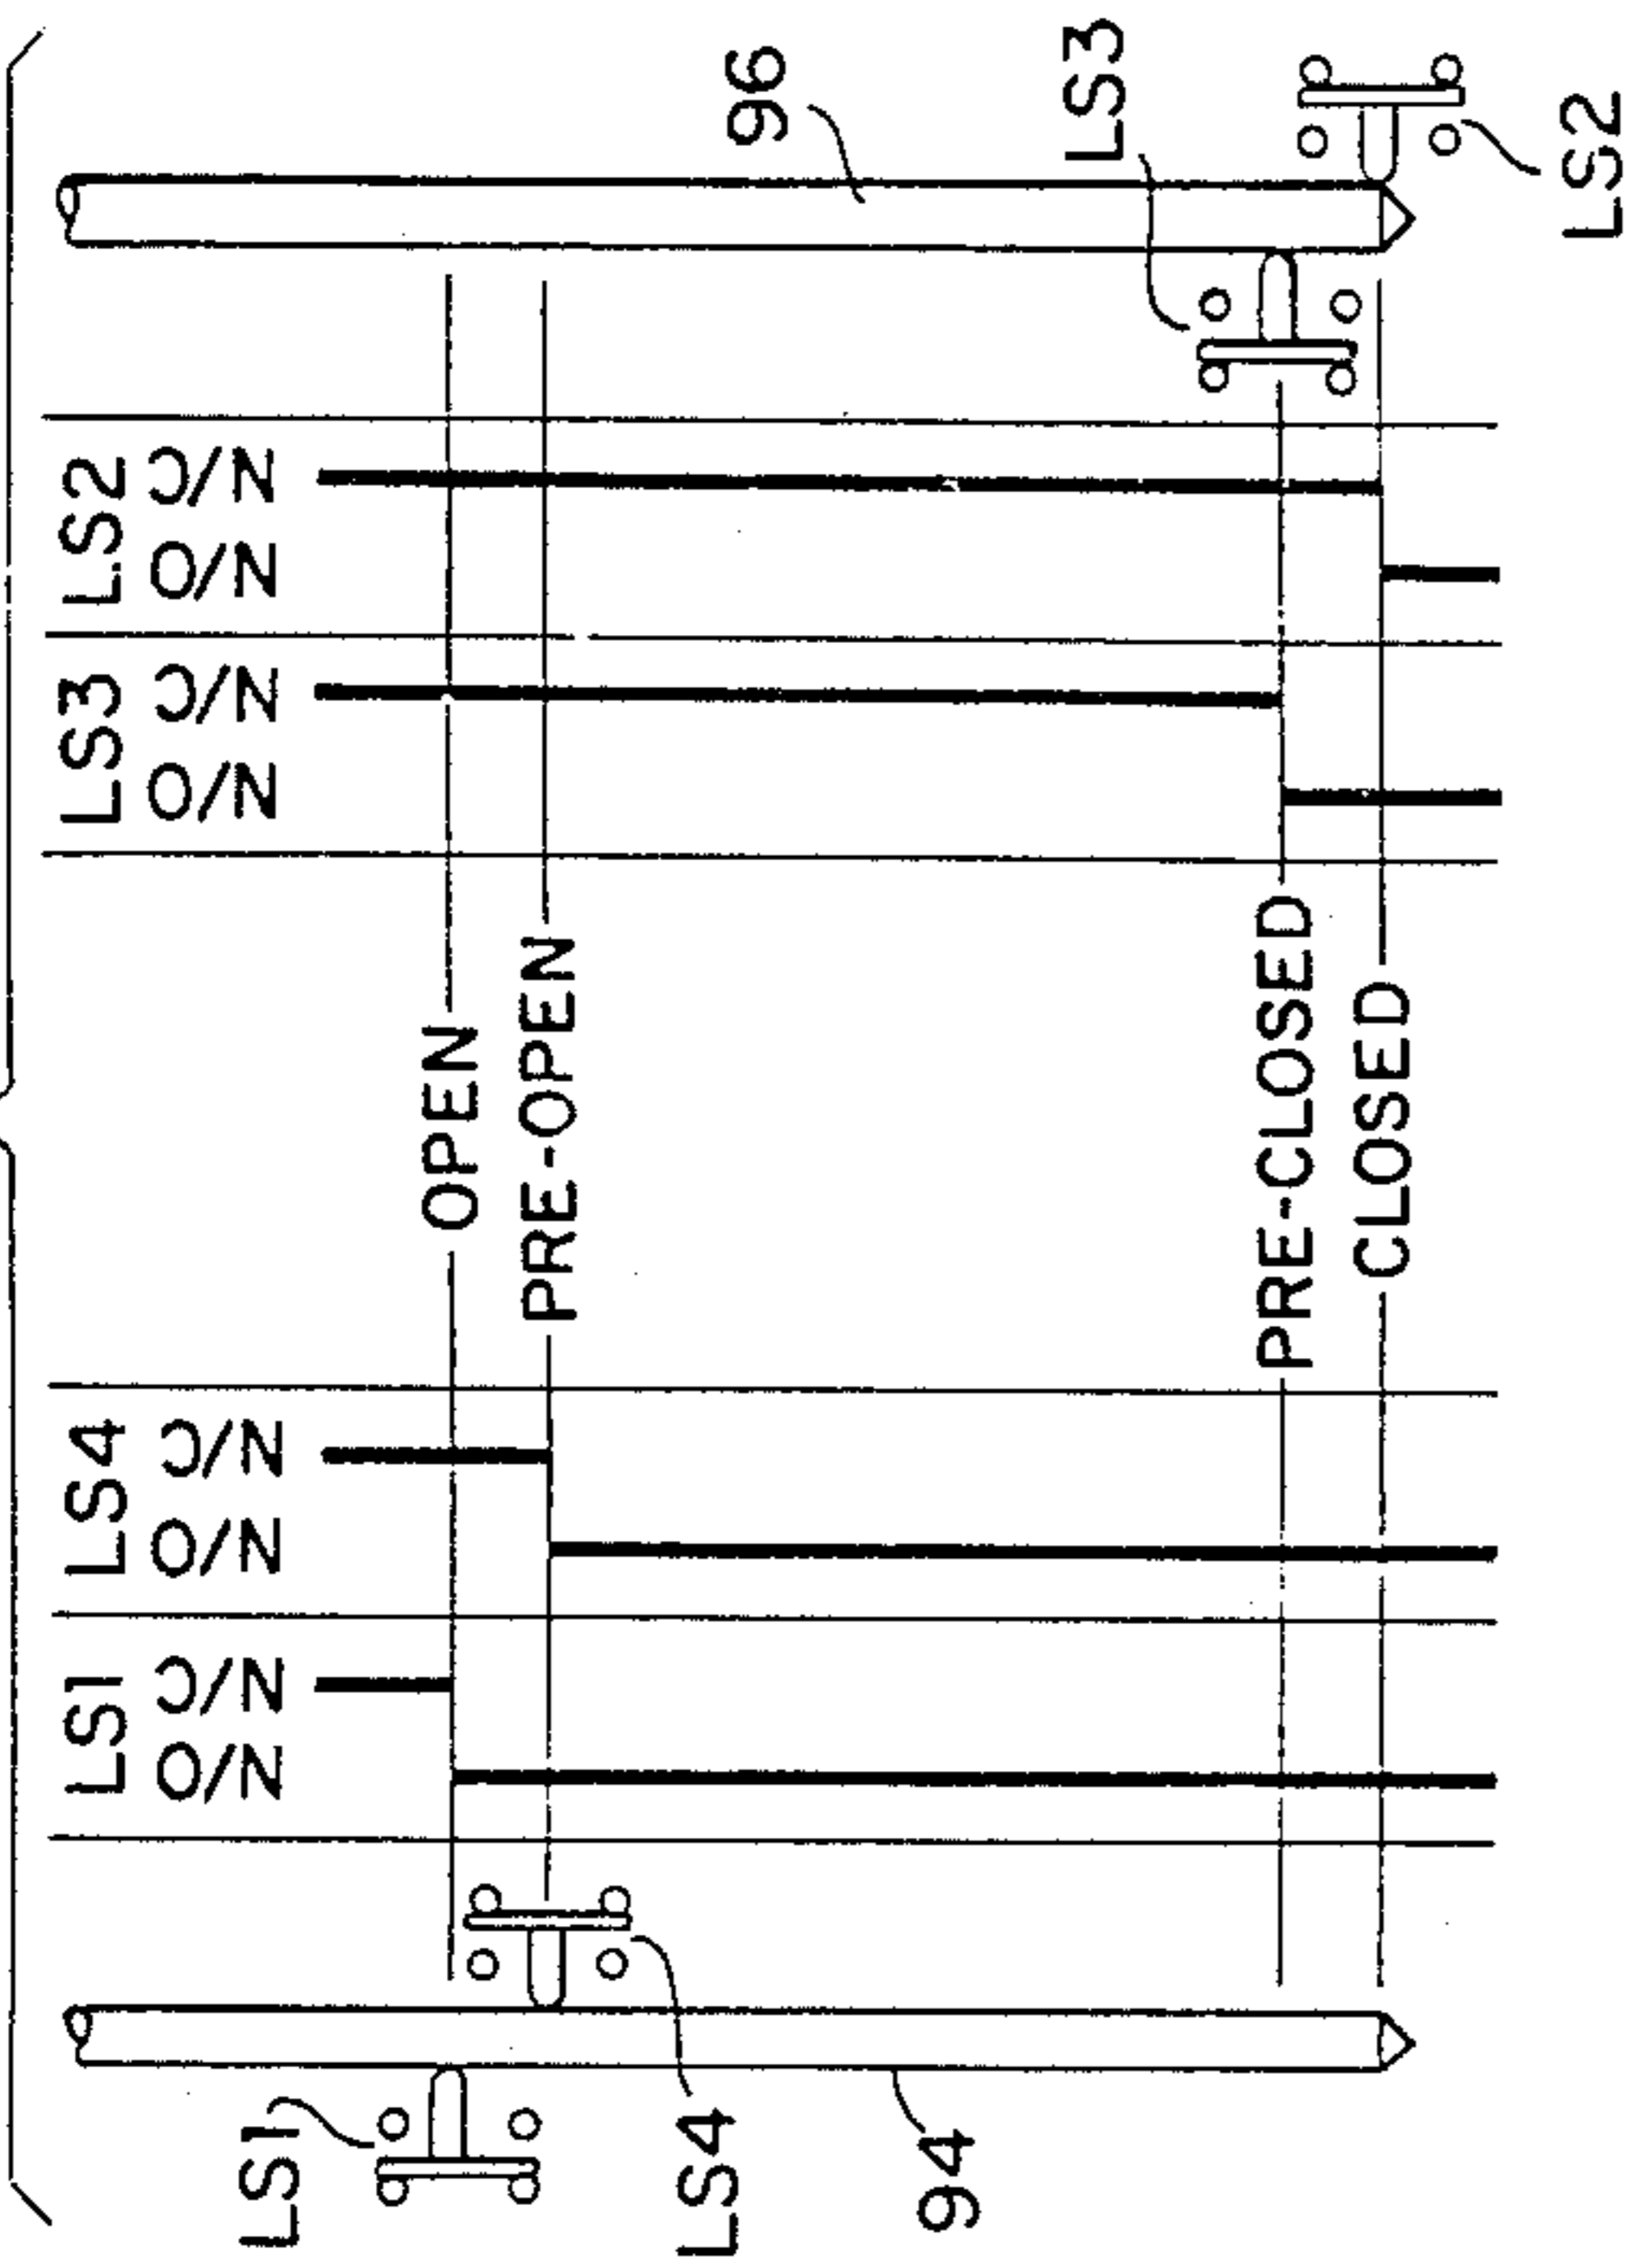 LS1
LS4
LS3
LS2
N/O
N/C
N/O
N/C
N/O
N/C
N/O
N/C
LS1
OPEN
PRE-OPEN
LS4
96
94
LS3
PRE-CLOSED
CLOSED
LS2